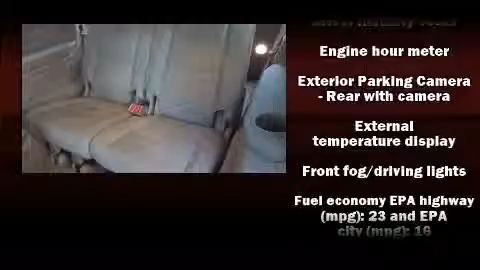 Engine hour meter
Exterior Parking Camera
- Rear with camera
External
temperature display
Front fog/driving lights
Fuel economy EPA highway
(mpg): 23 and EPA
city (mpg): 16